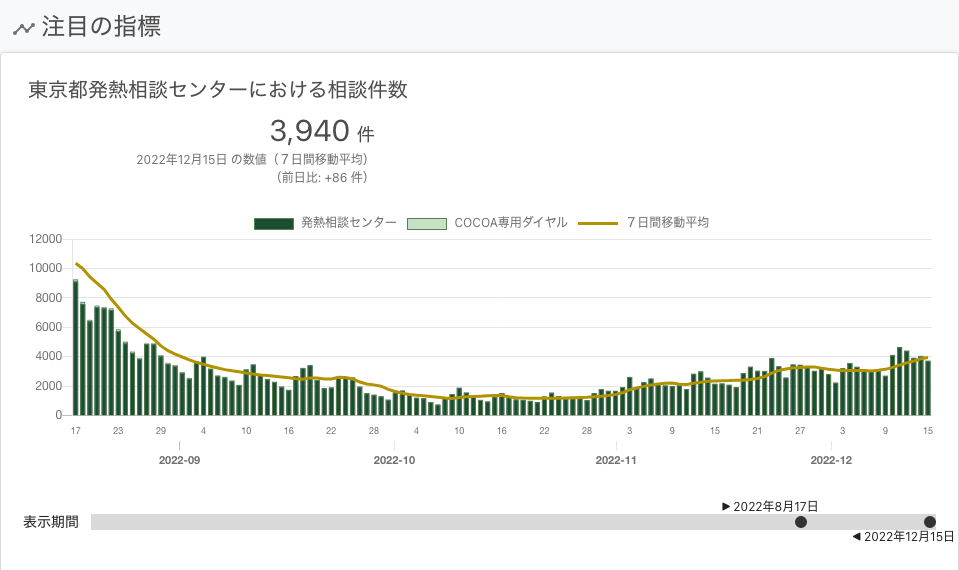 注目の指標
東京都発熱相談センターにおける相談件数
3,940 件
2022年12月15日 の数値（７日間移動平均）
（前日比: +86 件）
発熱相談センター COCOA専用ダイヤル ７日間移動平均
12000
10000
8000
6000
4000
2000
0
17 23 29 4 10 16 22 28 4 10 16 22 28 3 9 15 21 27 3 9 15
2022-09 2022-10 2022-11 2022-12
▶ 2022年8月17日
表示期間
◀ 2022年12月15日